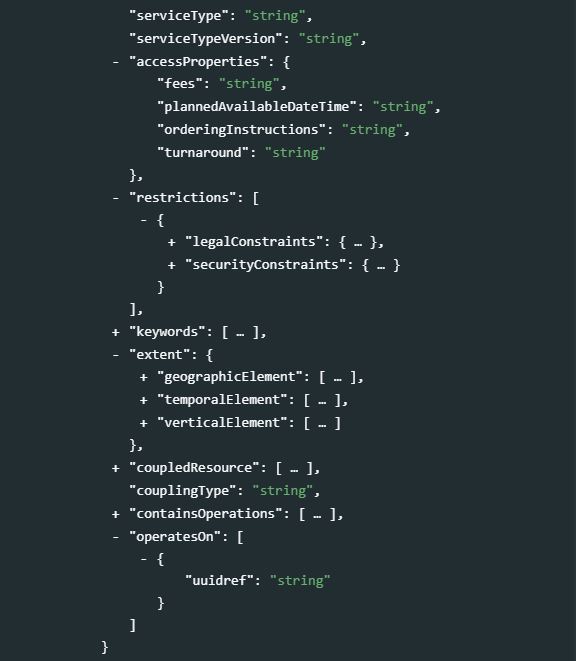 "serviceType": "string",
"serviceTypeVersion": "string",
- "accessProperties": {
"fees": "string",
"plannedAvailableDateTime": "string",
"orderingInstructions": "string",
"turnaround": "string"
},
- "restrictions": [
- {
+ "legalConstraints": { … },
+ "securityConstraints": { … }
}
],
+ "keywords": [ … ],
- "extent": {
+ "geographicElement": [ … ],
+ "temporalElement": [ … ],
+ "verticalElement": [ … ]
},
+ "coupledResource": [ … ],
"couplingType": "string",
+ "containsOperations": [ … ],
- "operatesOn": [
- {
"uuidref": "string"
}
]
}